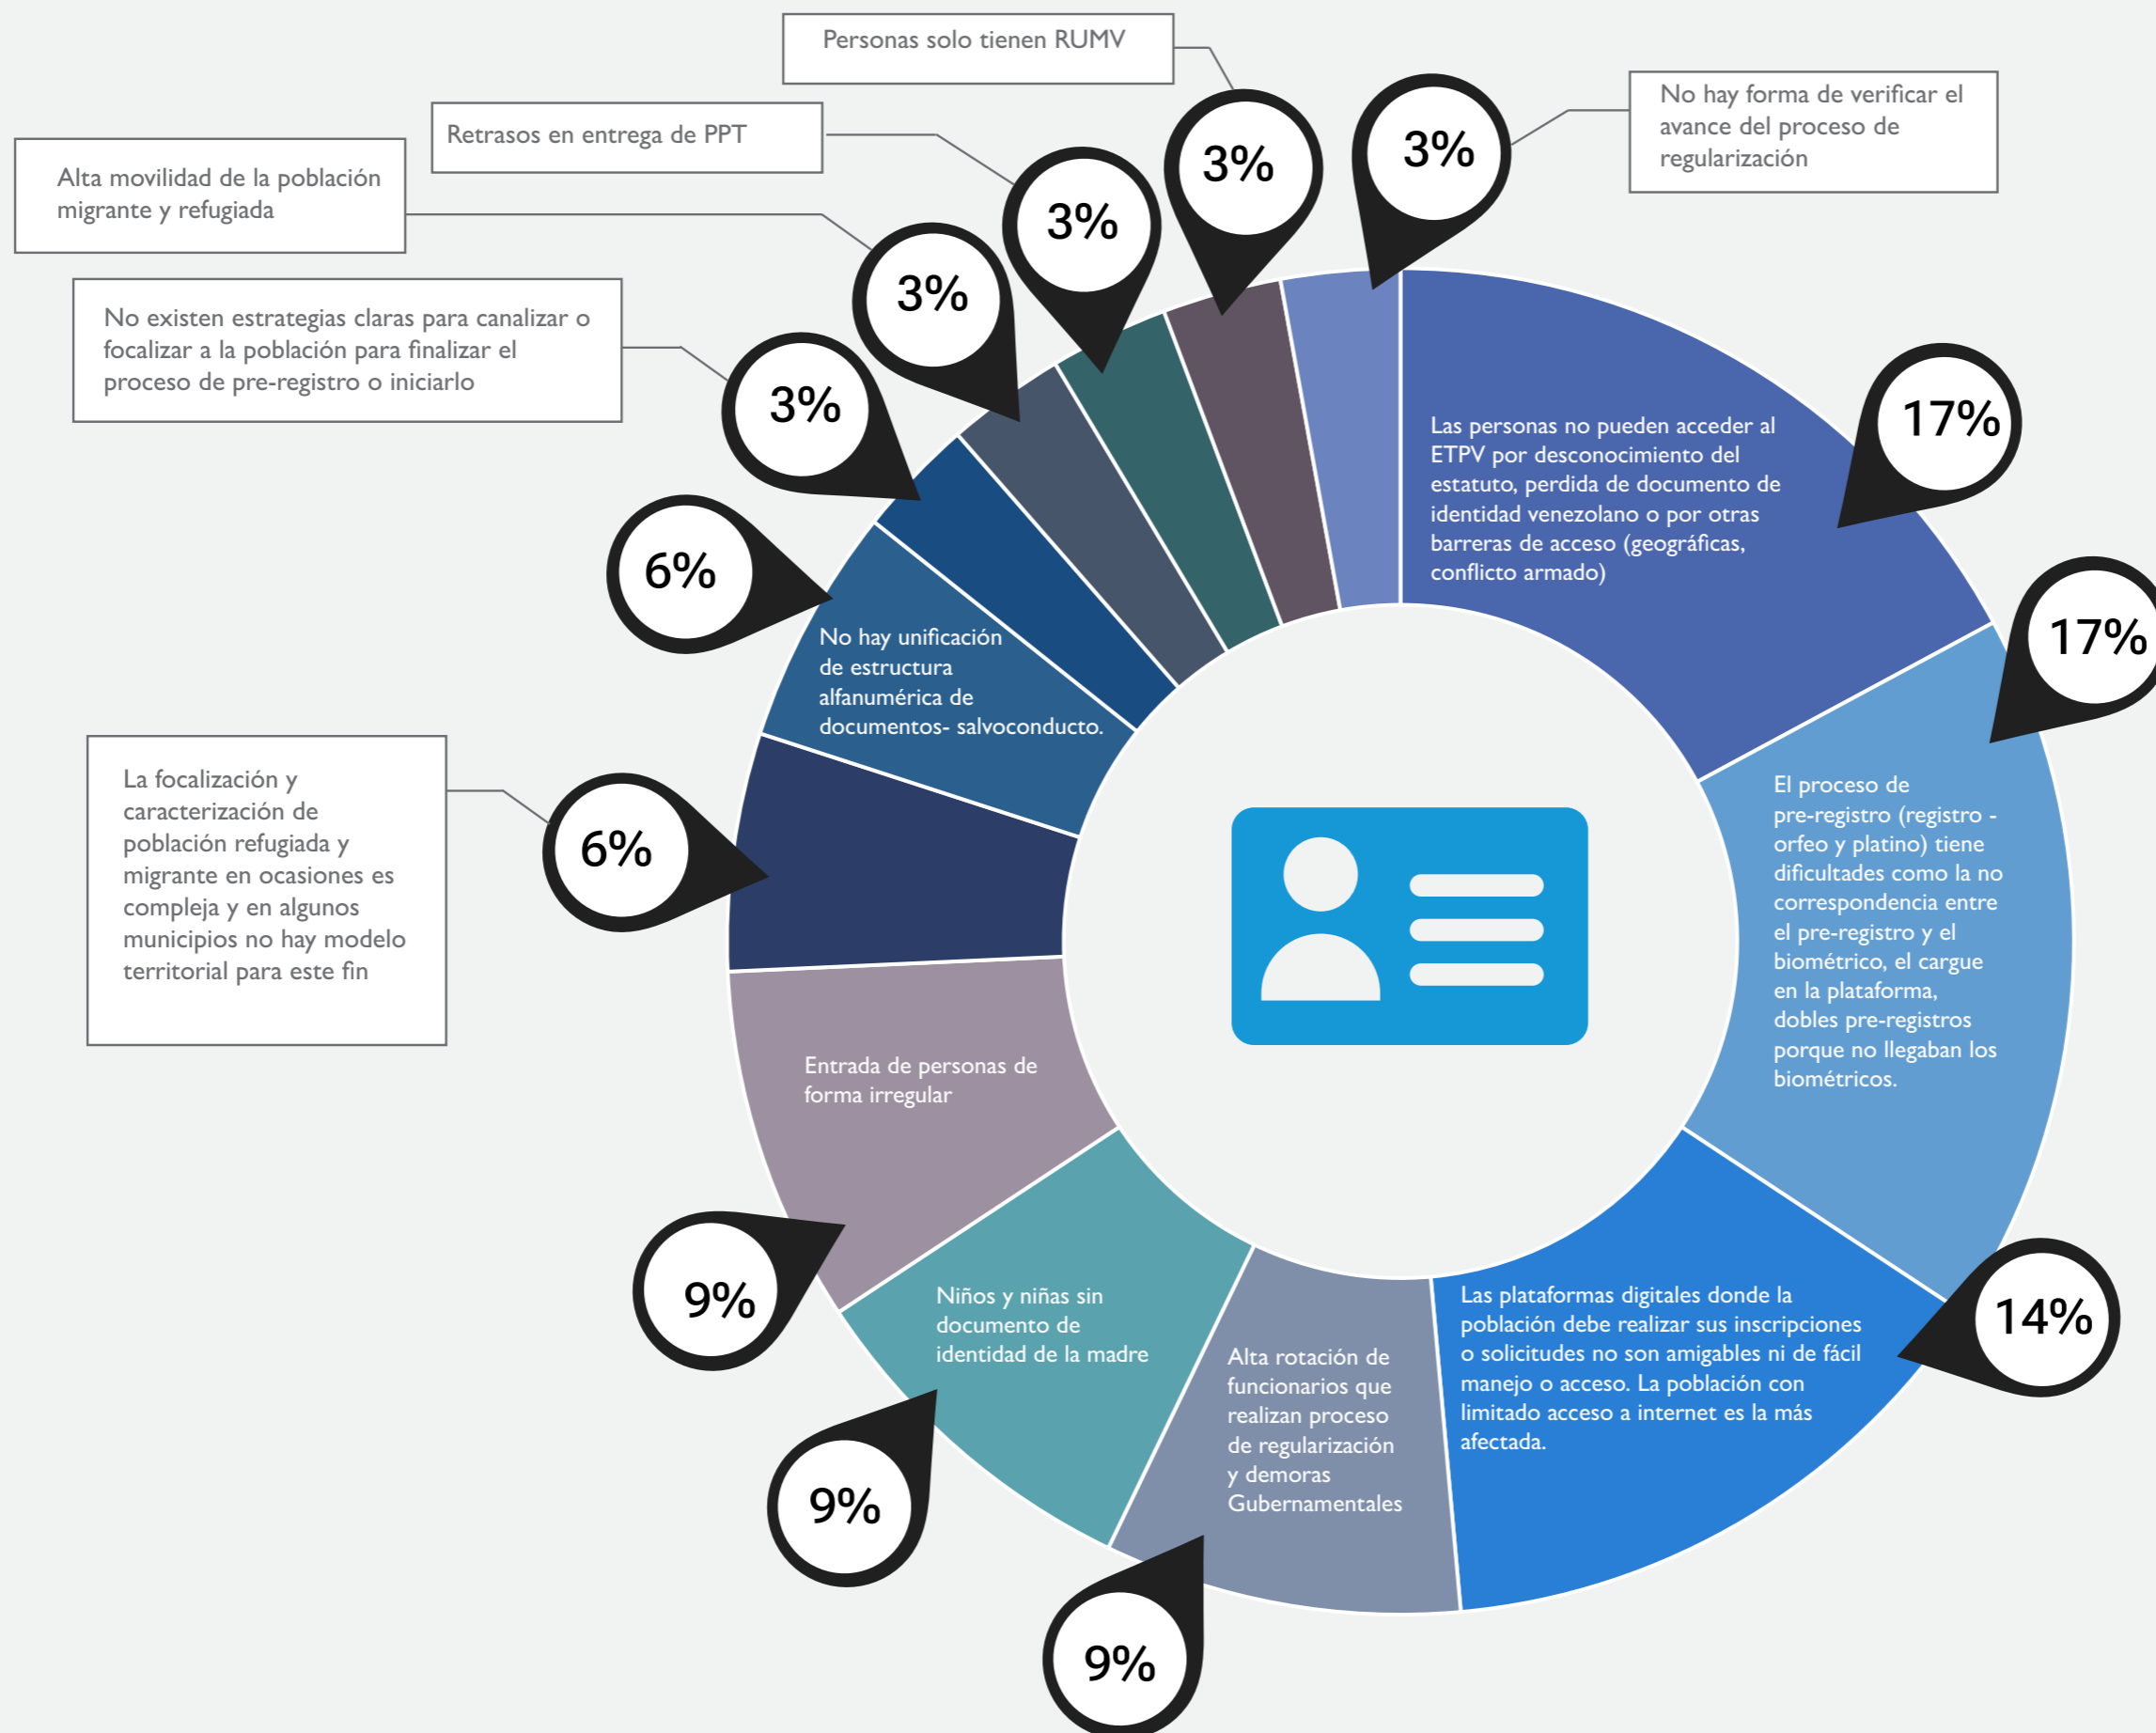 Personas solo tienen RUMV
3%
No hay forma de verificar el
avance del proceso de
regularización
3%
Retrasos en entrega de PPT
3%
Alta movilidad de la población
migrante y refugiada
3%
No existen estrategias claras para canalizar o
focalizar a la población para finalizar el
proceso de pre-registro o iniciarlo
3%
17%
Las personas no pueden acceder al
ETPV por desconocimiento del
estatuto, perdida de documento de
identidad venezolano o por otras
barreras de acceso (geográficas,
conflicto armado)
17%
El proceso de
pre-registro (registro -
orfeo y platino) tiene
dificultades como la no
correspondencia entre
el pre-registro y el
biométrico, el cargue
en la plataforma,
dobles pre-registros
porque no llegaban los
biométricos.
6%
No hay unificación
de estructura
alfanumérica de
documentos- salvoconducto.
La focalización y
caracterización de
población refugiada y
migrante en ocasiones es
compleja y en algunos
municipios no hay modelo
territorial para este fin
6%
Entrada de personas de
forma irregular
9%
Niños y niñas sin
documento de
identidad de la madre
9%
Alta rotación de
funcionarios que
realizan proceso
de regularización
y demoras
Gubernamentales
9%
Las plataformas digitales donde la
población debe realizar sus inscripciones
o solicitudes no son amigables ni de fácil
manejo o acceso. La población con
limitado acceso a internet es la más
afectada.
14%